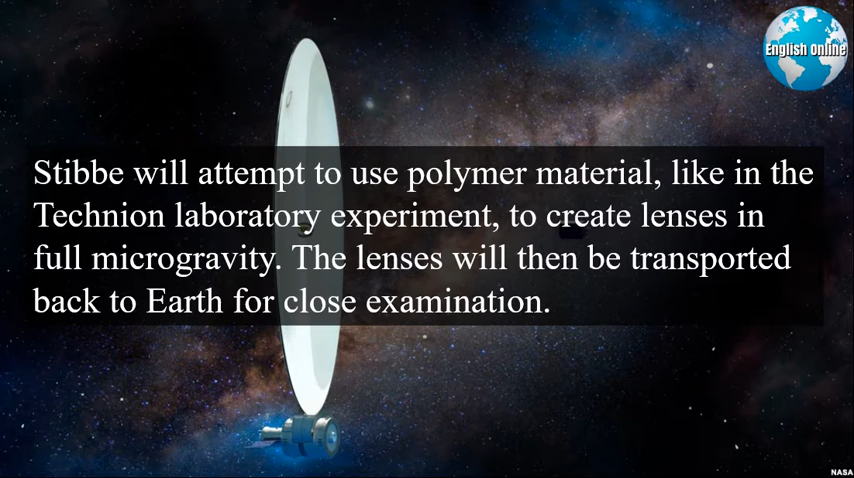 English Online
Stibbe will attempt to use polymer material, like in the
Technion laboratory experiment, to create lenses in
full microgravity. The lenses will then be transported
back to Earth for close examination.
NASA